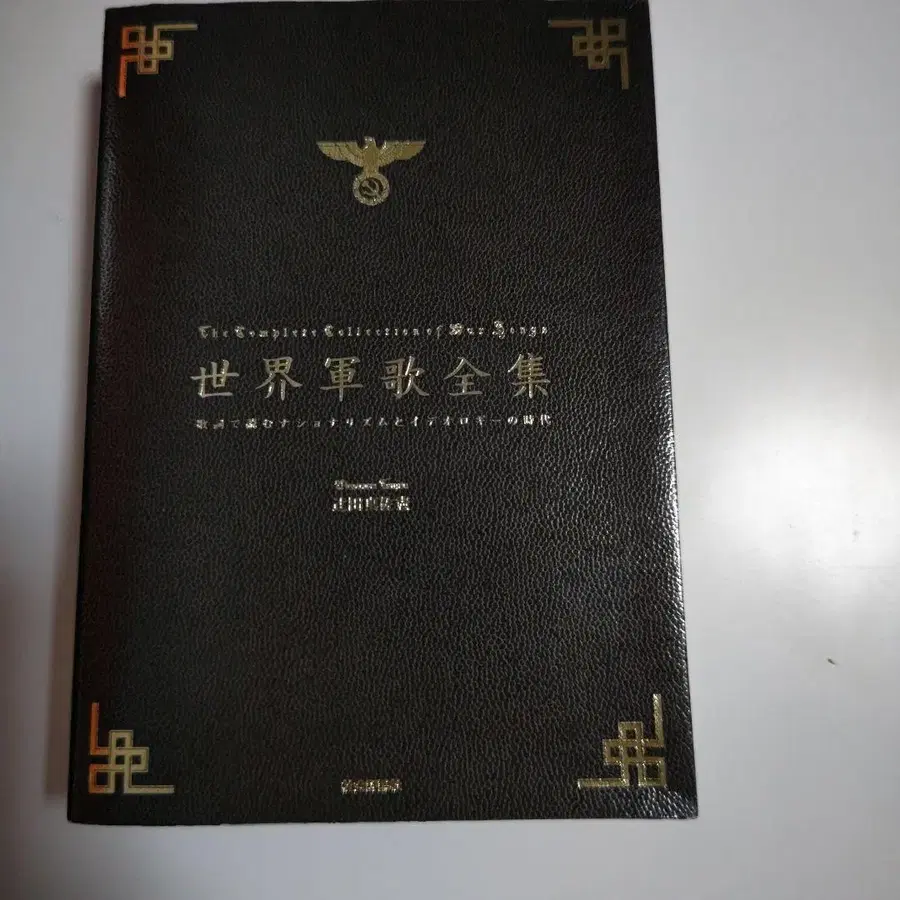 The Complete Collection of War Songs
世界軍歌全集
歌詞で読むナショナリズムとイデオロギーの時代
辻田真佐憲